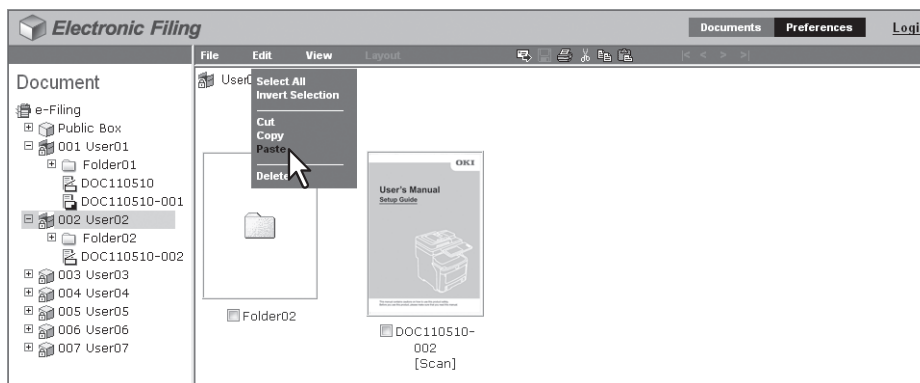 Electronic Filing
Documents Preferences Logi
File Edit View Layout |< < > >|
Document
e-Filing
Public Box
001 User01
Folder01
DOC110510
DOC110510-001
002 User02
Folder02
DOC110510-002
003 User03
004 User04
005 User05
006 User06
007 User07
User0
Select All
Invert Selection
Cut
Copy
Paste
Delete
Folder02
OKI
User's Manual
Setup Guide
DOC110510-
002
[Scan]